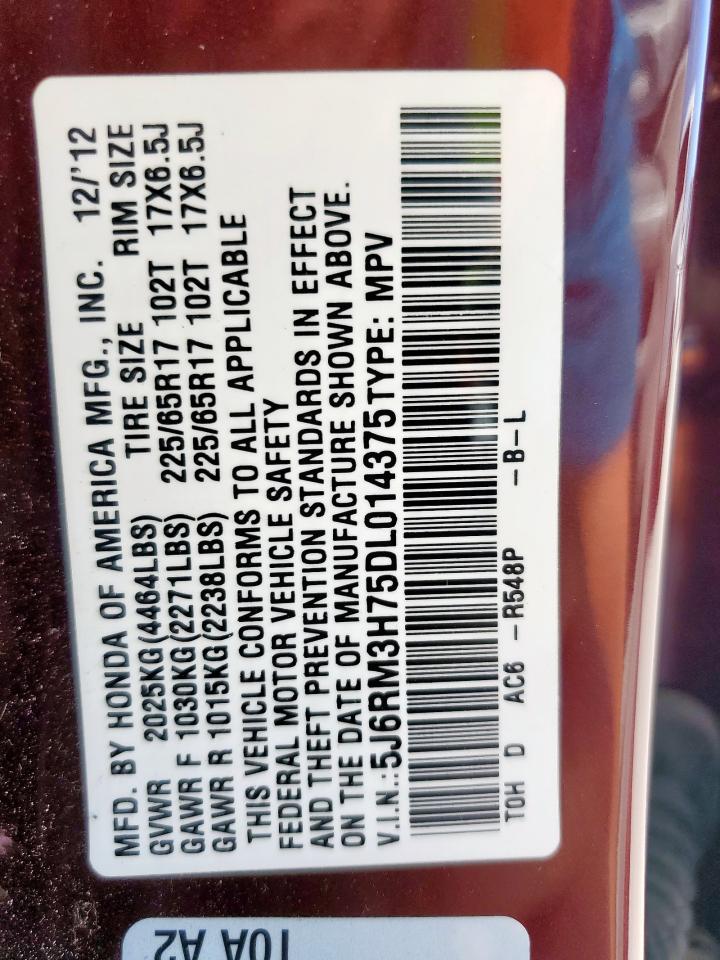 MFD. BY HONDA OF AMERICA MFG., INC. 12/'12
TIRE SIZE RIM SIZE
GVWR 2025KG(4464LBS)
GAWR F 1030KG(2271LBS) 225/65R17 102T 17X6.5J
GAWR R 1015KG(2238LBS) 225/65R17 102T 17X6.5J
THIS VEHICLE CONFORMS TO ALL APPLICABLE
FEDERAL MOTOR VEHICLE SAFETY
AND THEFT PREVENTION STANDARDS IN EFFECT
ON THE DATE OF MANUFACTURE SHOWN ABOVE.
V.I.N.:5J6RM3H75DL014375 TYPE: MPV
TOH D AC6 -R548P -B-L
10A A2